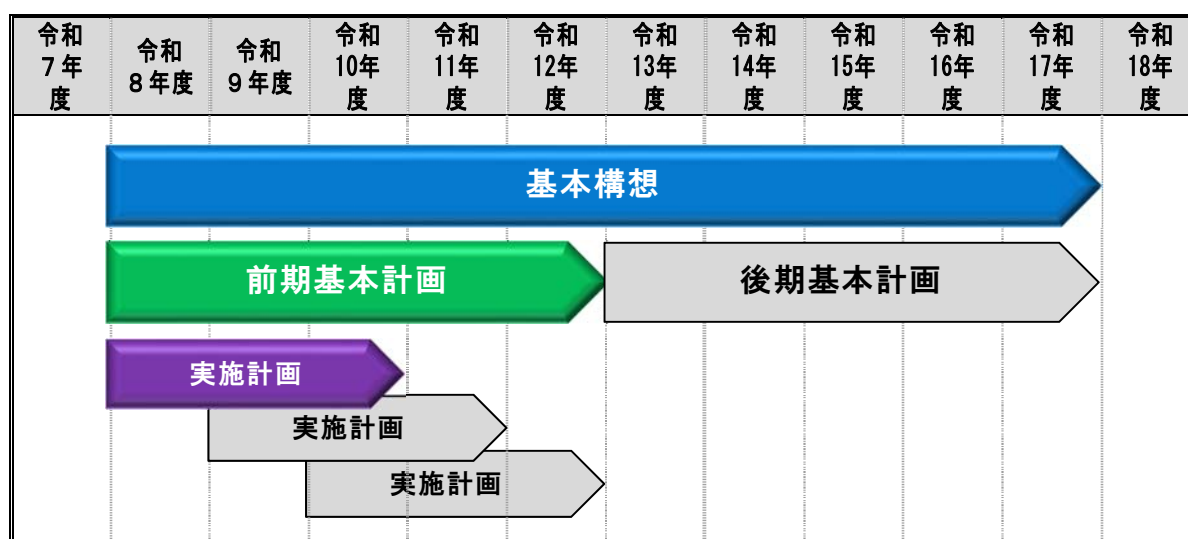 令和
7年
度
令和
８年度
令和
９年度
令和
10年
度
令和
11年
度
令和
12年
度
令和
13年
度
令和
14年
度
令和
15年
度
令和
16年
度
令和
17年
度
令和
18年
度
基本構想
前期基本計画
後期基本計画
実施計画
実施計画
実施計画